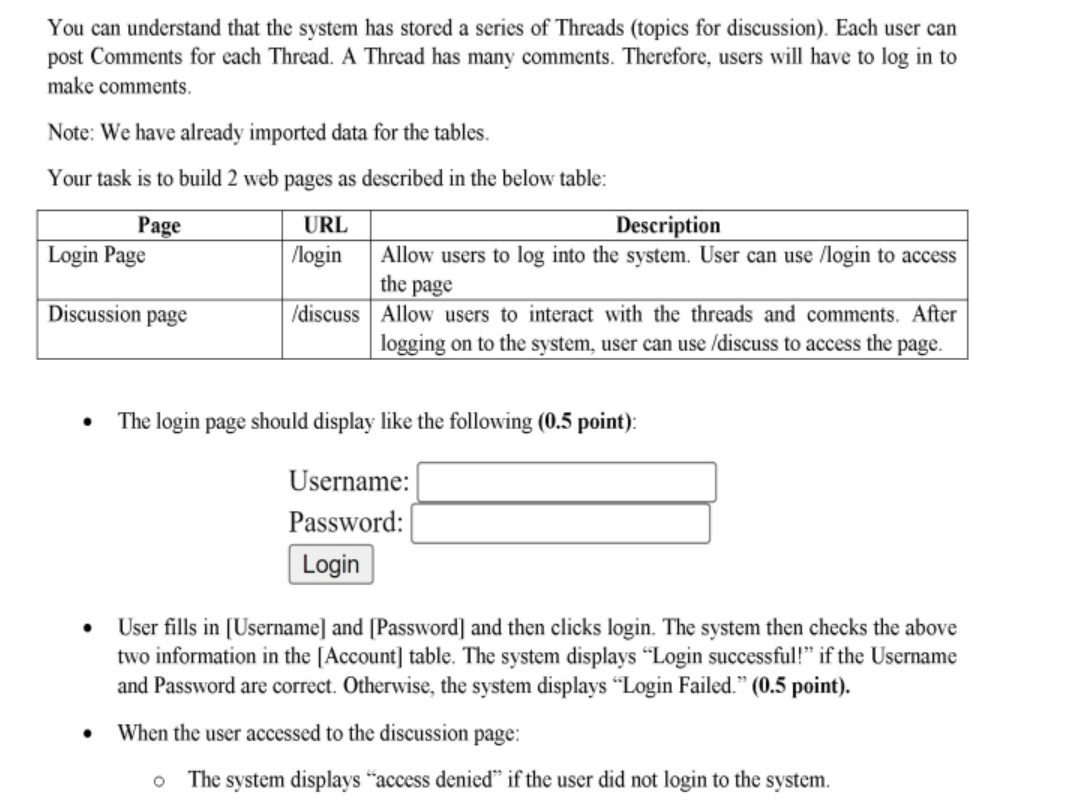 You can understand that the system has stored a series of Threads (topics for discussion). Each user can
post Comments for each Thread. A Thread has many comments. Therefore, users will have to log in to
make comments.
Note: We have already imported data for the tables.
Your task is to build 2 web pages as described in the below table:
Page URL Description
Login Page /login Allow users to log into the system. User can use /login to access
the page
Discussion page /discuss Allow users to interact with the threads and comments. After
logging on to the system, user can use /discuss to access the page.
• The login page should display like the following (0.5 point):
Username:
Password:
Login
• User fills in [Username] and [Password] and then clicks login. The system then checks the above
two information in the [Account] table. The system displays “Login successful!” if the Username
and Password are correct. Otherwise, the system displays “Login Failed.” (0.5 point).
• When the user accessed to the discussion page:
o The system displays “access denied” if the user did not login to the system.